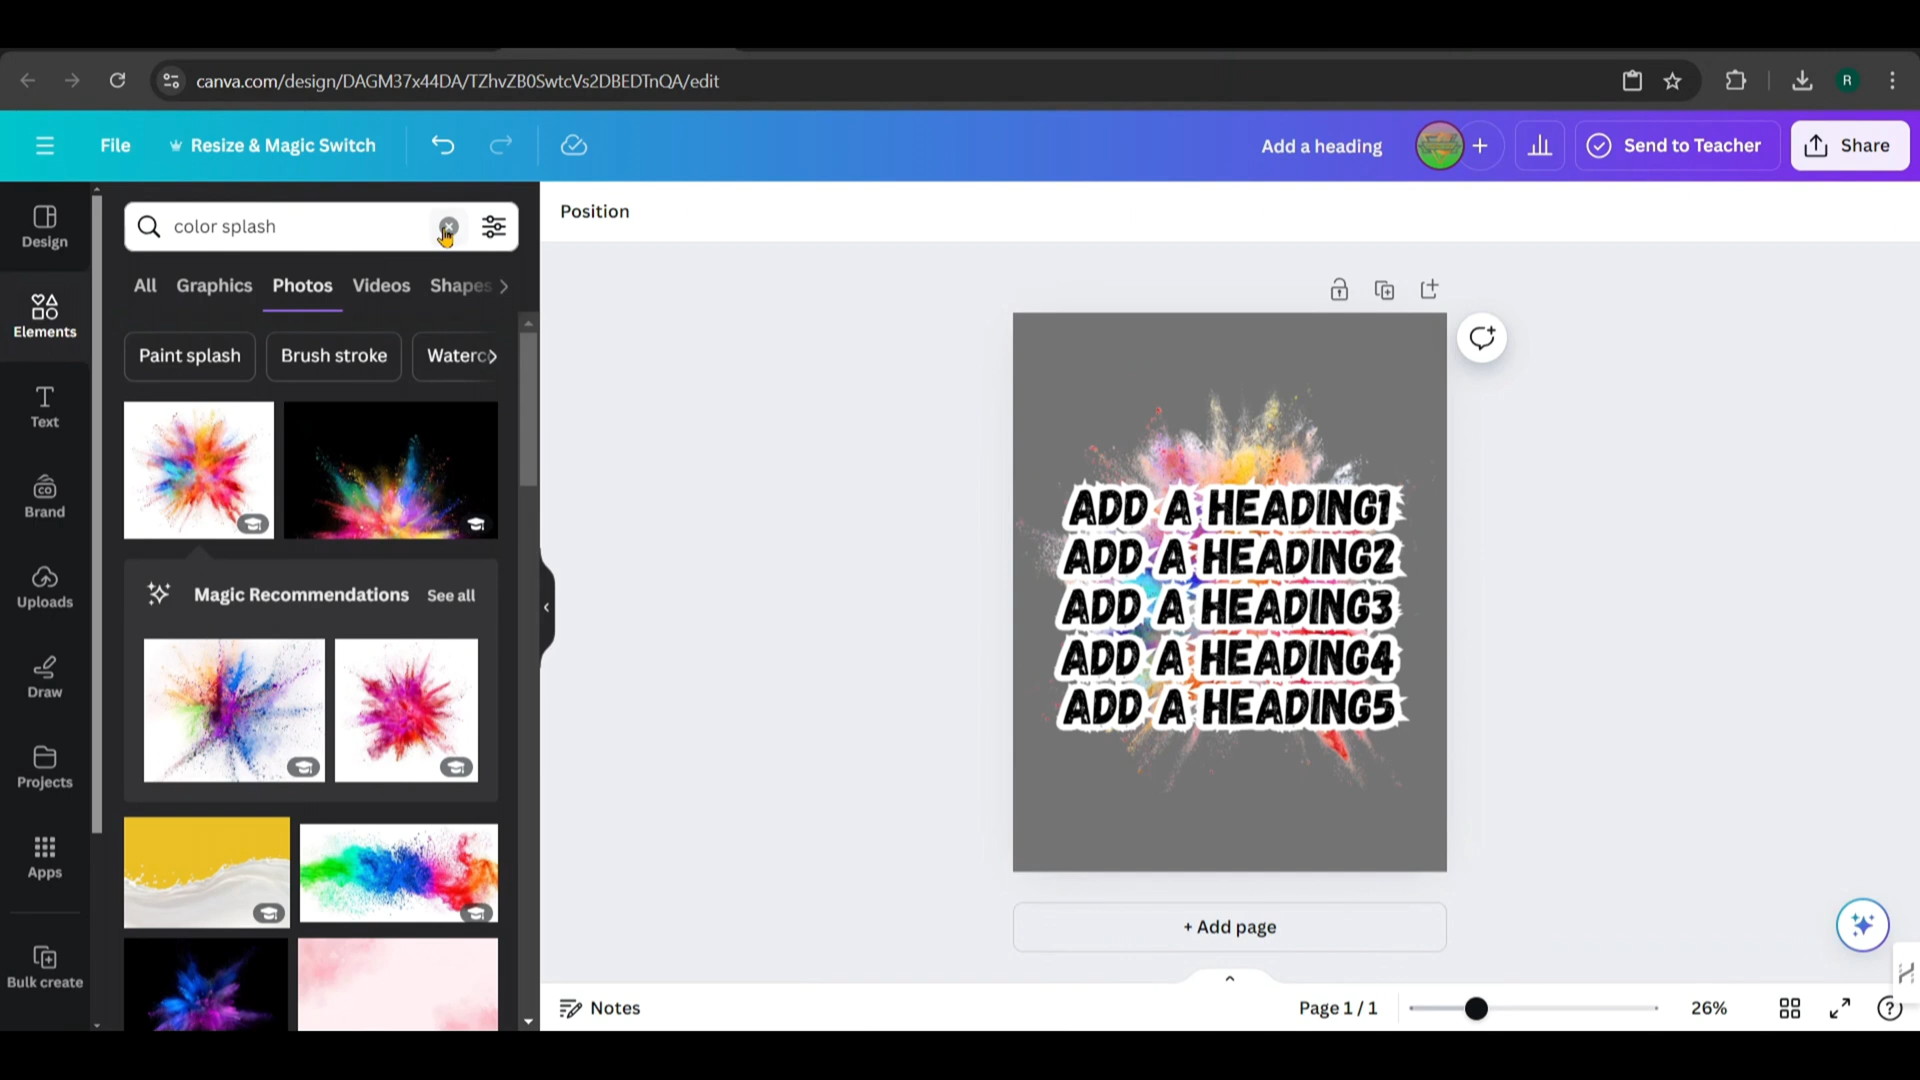 canva.com/design/DAGM37x44DA/TZhvZB0SwtcVs2DBEDTnQA/edit
R
File
Resize & Magic Switch
Add a heading
Send to Teacher
Share
Design
Elements
Text
Brand
Uploads
Draw
Projects
Apps
Bulk create
color splash
All Graphics Photos Videos Shapes
Paint splash
Brush stroke
Waterc
Magic Recommendations
See all
Position
ADD A HEADING1
ADD A HEADING2
ADD A HEADING3
ADD A HEADING4
ADD A HEADING5
+ Add page
Notes
Page 1 / 1
26%